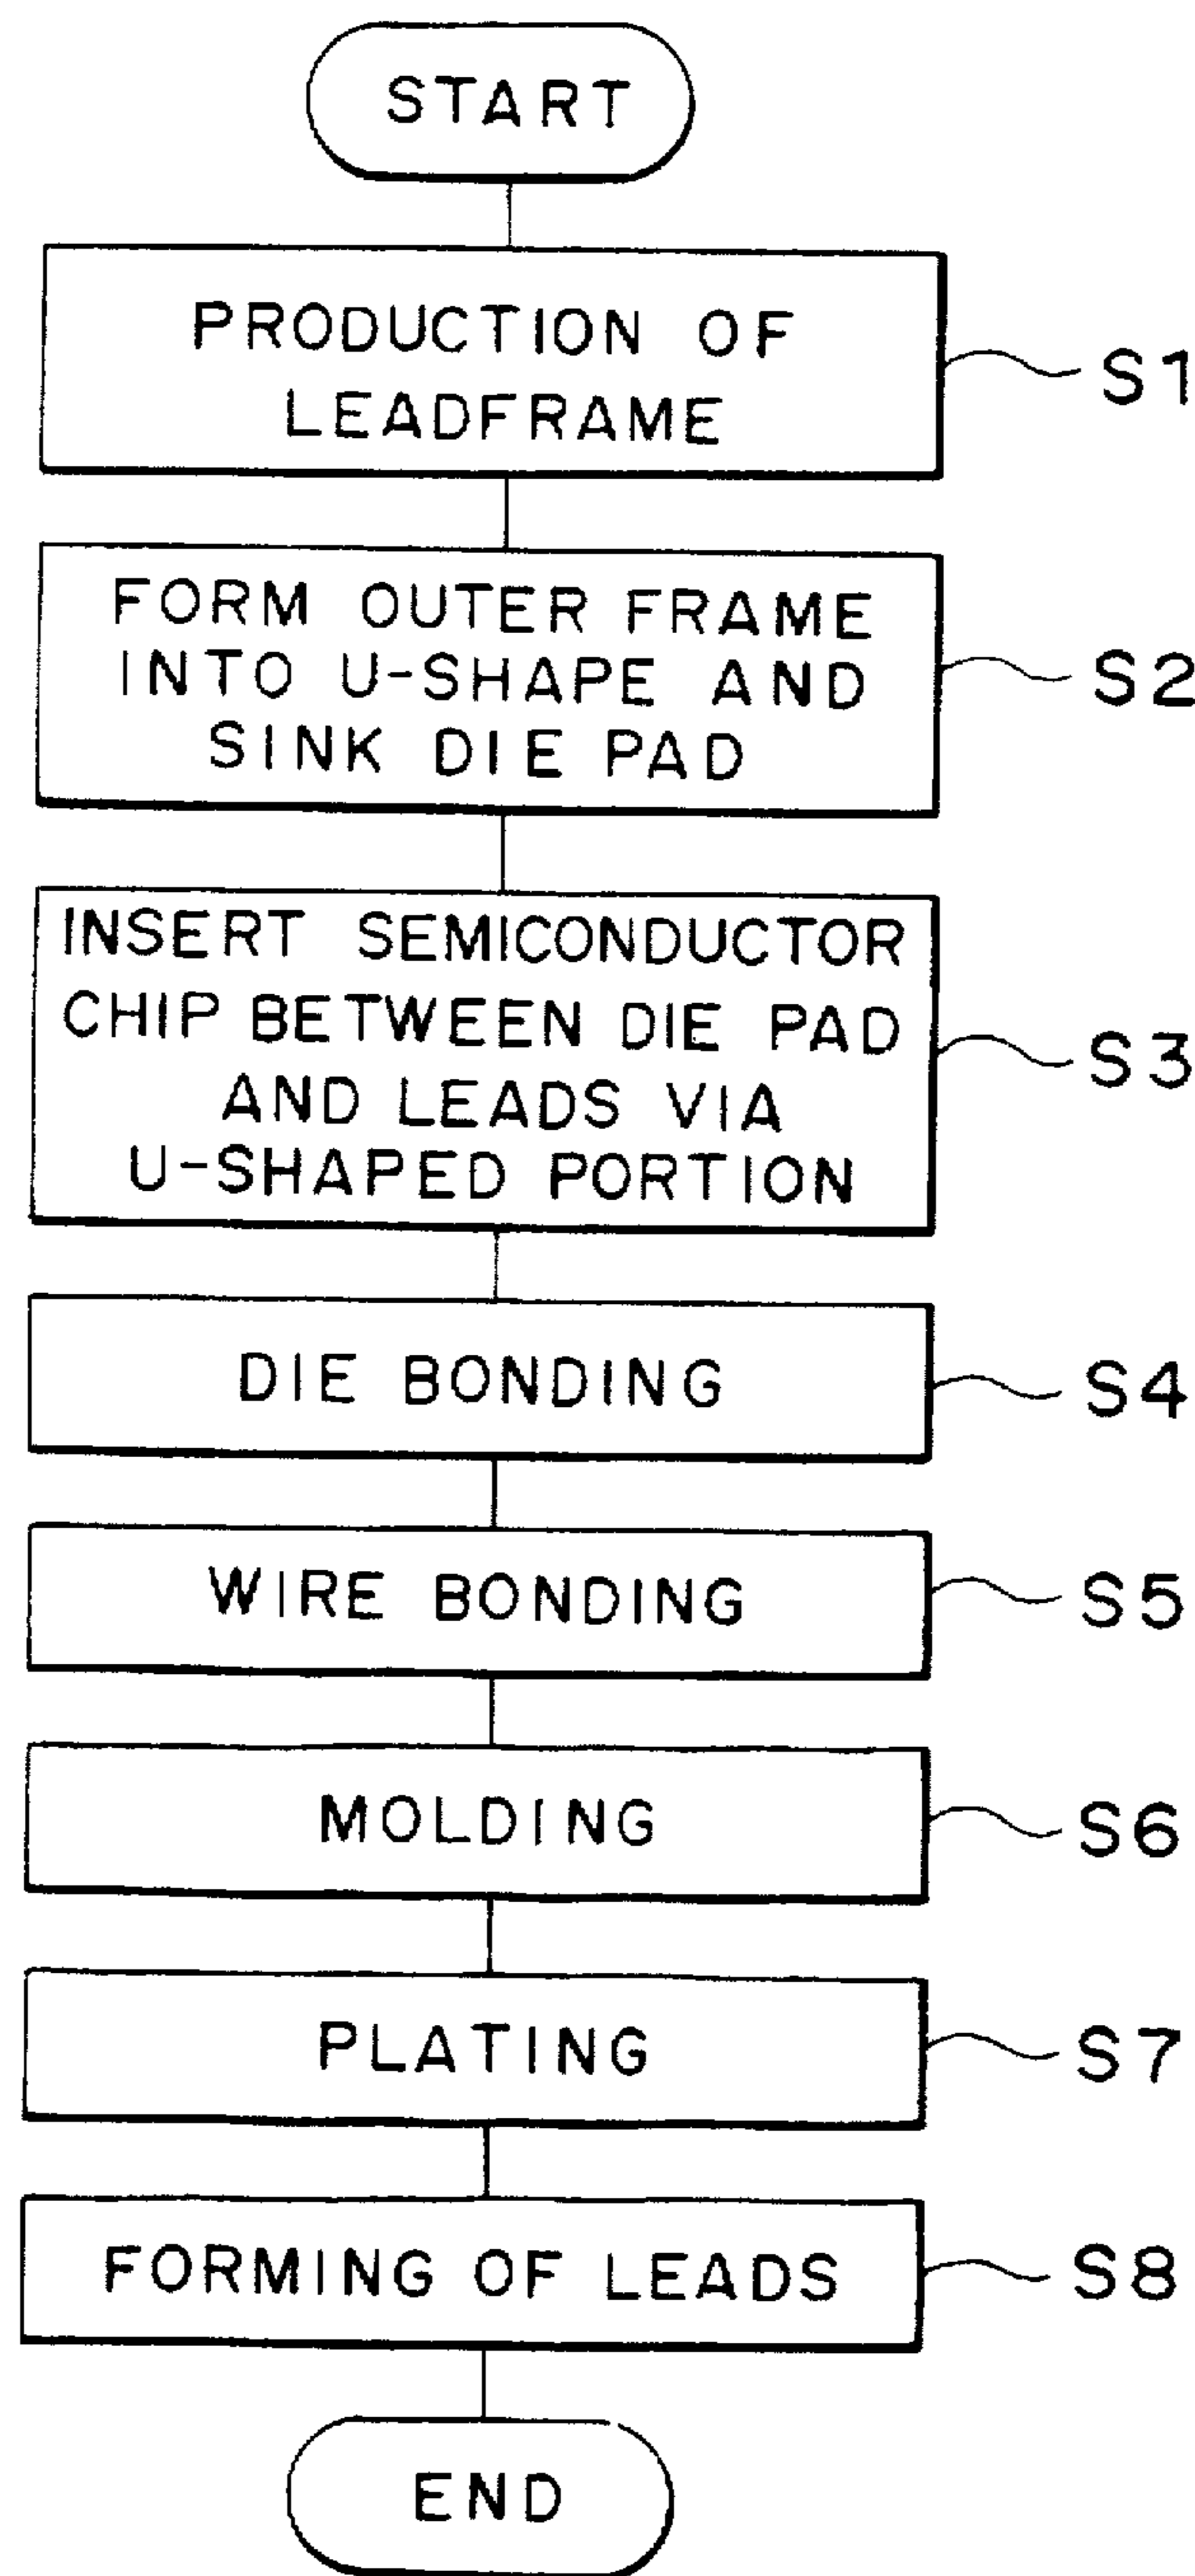 START
PRODUCTION OF
LEADFRAME
S1
FORM OUTER FRAME
INTO U-SHAPE AND
SINK DIE PAD
S2
INSERT SEMICONDUCTOR
CHIP BETWEEN DIE PAD
AND LEADS VIA
U-SHAPED PORTION
S3
DIE BONDING
S4
WIRE BONDING
S5
MOLDING
S6
PLATING
S7
FORMING OF LEADS
S8
END